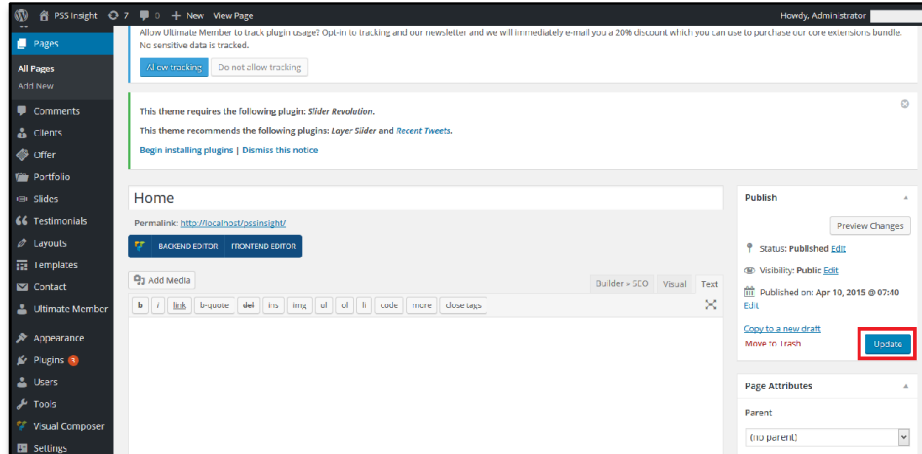 PSS Insight 7 0 + New View Page Howdy, Administrator
Pages
All Pages
Add New
Comments
Clients
Offer
Portfolio
Slides
Testimonials
Layouts
Templates
Contact
Ultimate Member
Appearance
Plugins 3
Users
Tools
Visual Composer
Settings
Allow Ultimate Member to track plugin usage? Opt-in to tracking and our newsletter and we will immediately e-mail you a 20% discount which you can use to purchase our core extensions bundle.
No sensitive data is tracked.
Allow tracking Do not allow tracking
This theme requires the following plugin: Slider Revolution.
This theme recommends the following plugins: Layer Slider and Recent Tweets.
Begin installing plugins | Dismiss this notice
Home
Permalink: http://localhost/pssinsight/
BACKEND EDITOR FRONTEND EDITOR
Add Media
Builder > SEO Visual Text
b i link b-quote del ins img ul ol li code more close tags
Publish
Preview Changes
Status: Published Edit
Visibility: Public Edit
Published on: Apr 10, 2015 @ 07:40
Edit
Copy to a new draft
Move to Trash Update
Page Attributes
Parent
(no parent)